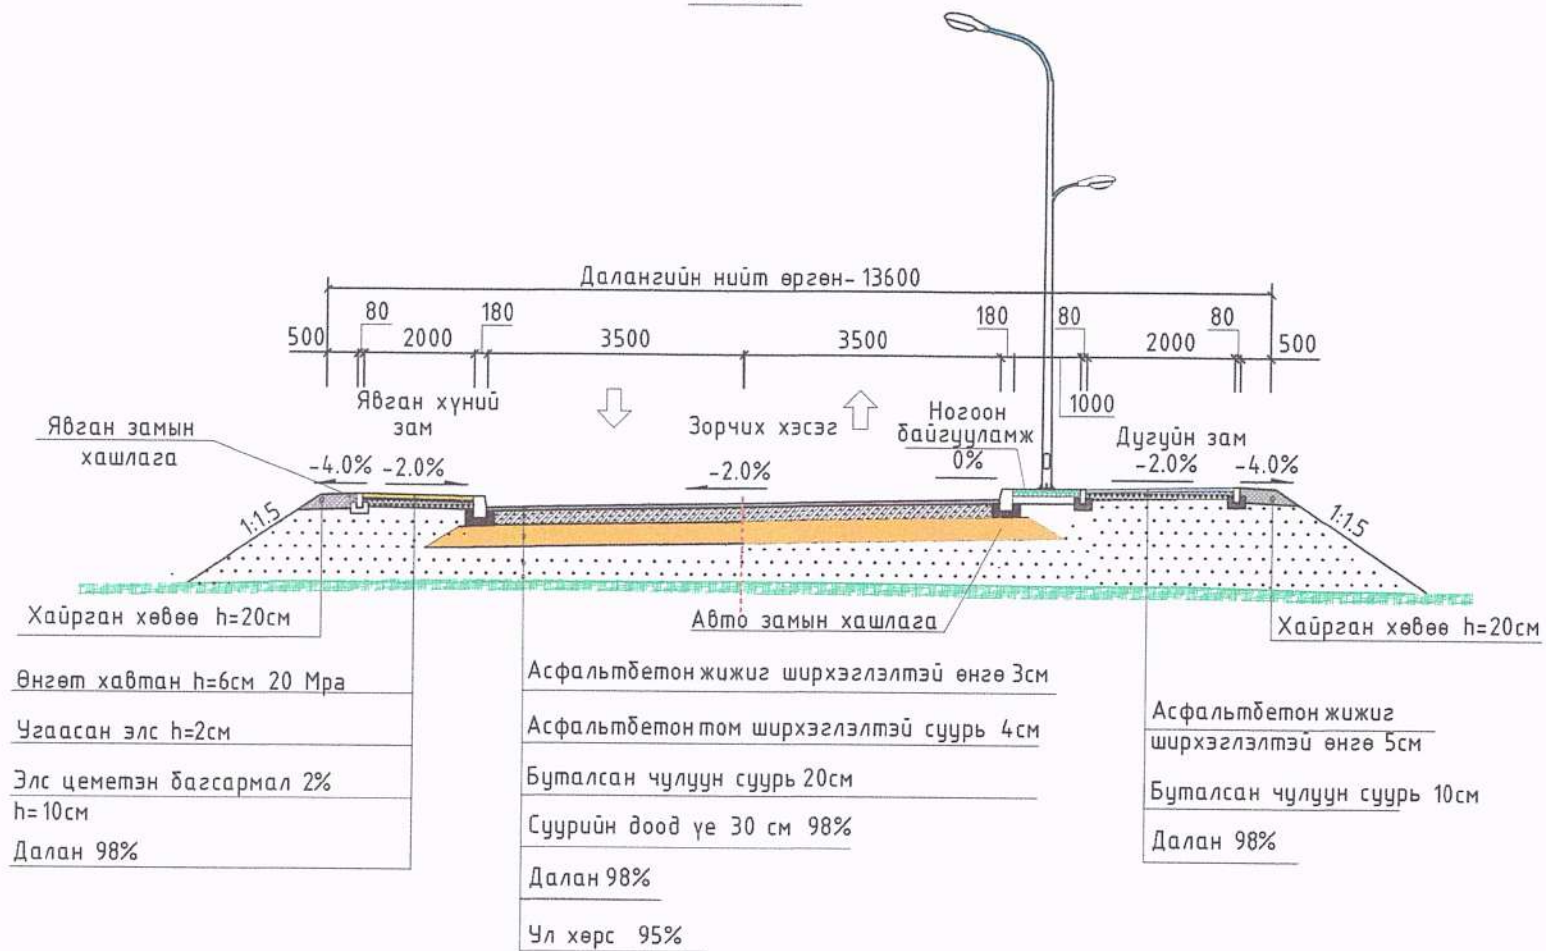 Далангийн нийт өргөн- 13600
80
180
180
80
80
500
2000
3500
3500
2000
500
1000
Явган хүний
зам
Явган замын
хашлага
Зорчих хэсэг
Ногоон
байгууламж
Дугуйн зам
-4.0%
-2.0%
-2.0%
0%
-2.0%
-4.0%
1:1.5
1:1.5
Хайрган хөвөө h=20см
Авто замын хашлага
Хайрган хөвөө h=20см
Өнгөт хавтан h=6см 20 Mpa
Угаасан элс h=2см
Элс цеметэн багсармал 2%
h=10см
Далан 98%
Асфальтбетон жижиг ширхэглэлтэй өнгө 3см
Асфальтбетон том ширхэглэлтэй суурь 4см
Буталсан чулуун суурь 20см
Суурийн доод үе 30 см 98%
Далан 98%
Ул хөрс 95%
Асфальтбетон жижиг
ширхэглэлтэй өнгө 5см
Буталсан чулуун суурь 10см
Далан 98%